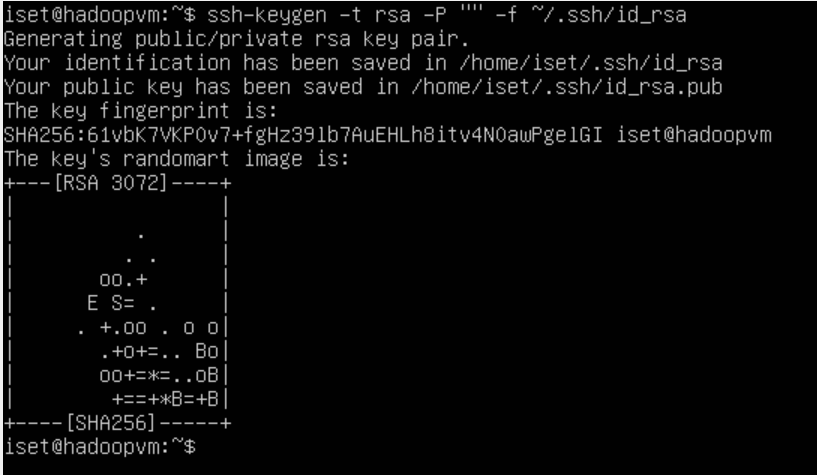 iset@hadoopvm:~$ ssh-keygen -t rsa -P "" -f ~/.ssh/id_rsa
Generating public/private rsa key pair.
Your identification has been saved in /home/iset/.ssh/id_rsa
Your public key has been saved in /home/iset/.ssh/id_rsa.pub
The key fingerprint is:
SHA256:61vbK7VKPOv7+fgHz39lb7AuEHLh8itv4N0awPgelGI iset@hadoopvm
The key's randomart image is:
+---[RSA 3072]----+
|                 |
|          .      |
|         . .     |
|       oo.+      |
|      E S= .     |
|     . +.oo . o o|
|       .+o+=.. Bo|
|       oo+=*=..oB|
|        +==+*B=+B|
+----[SHA256]-----+
iset@hadoopvm:~$